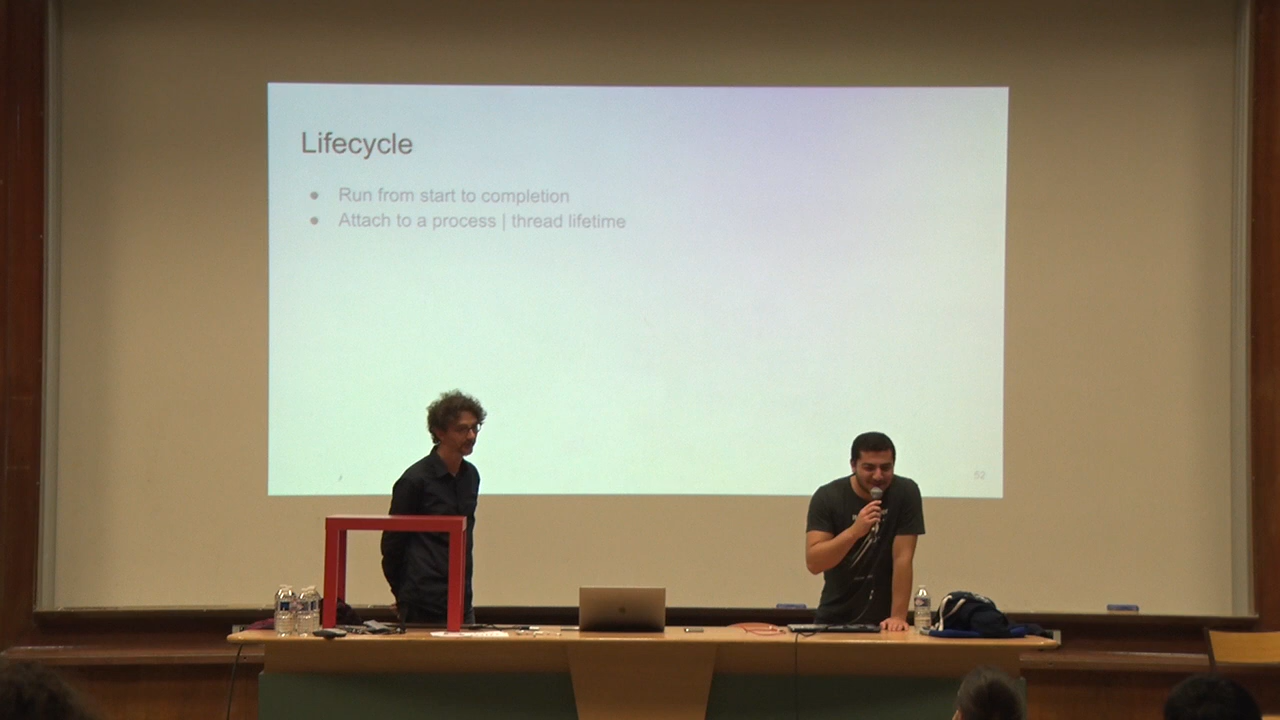 Lifecycle
● Run from start to completion
● Attach to a process | thread lifetime
52